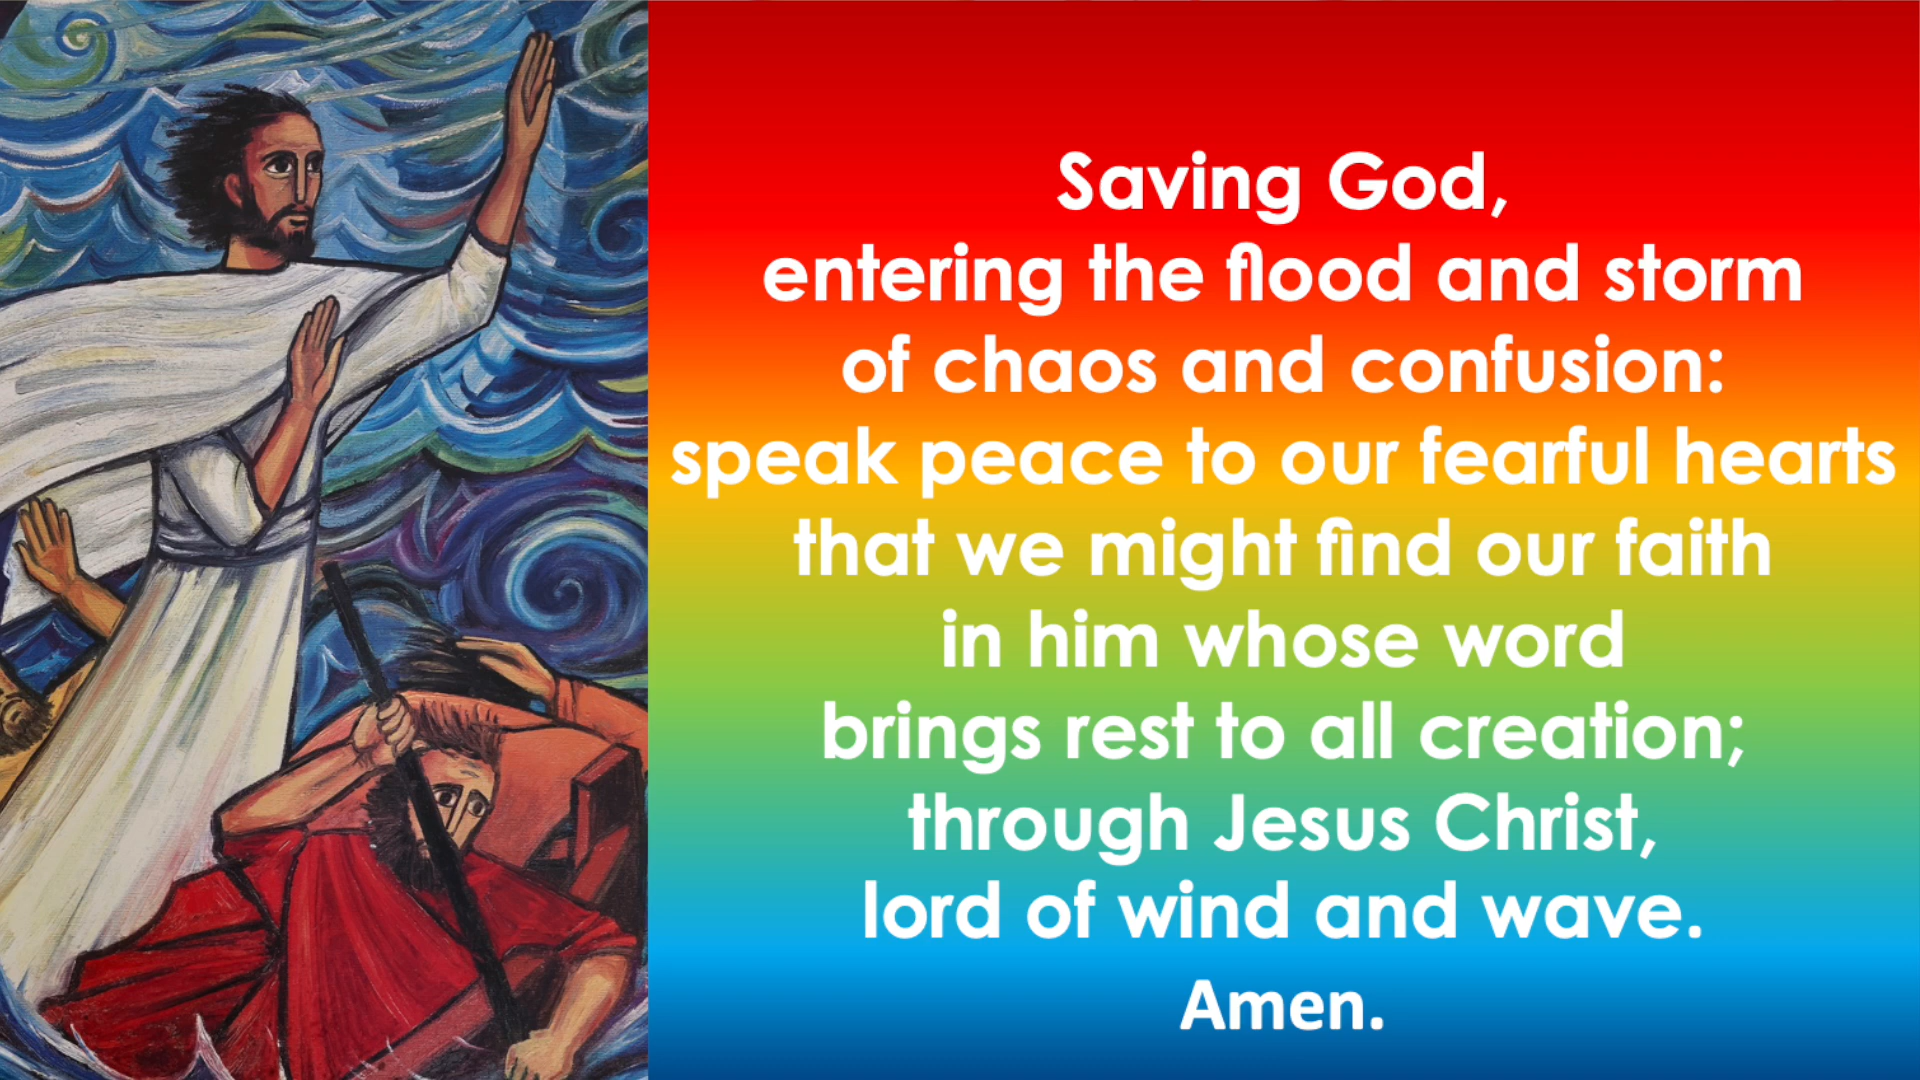 Saving God,
entering the flood and storm
of chaos and confusion:
speak peace to our fearful hearts
that we might find our faith
in him whose word
brings rest to all creation;
through Jesus Christ,
lord of wind and wave.
Amen.